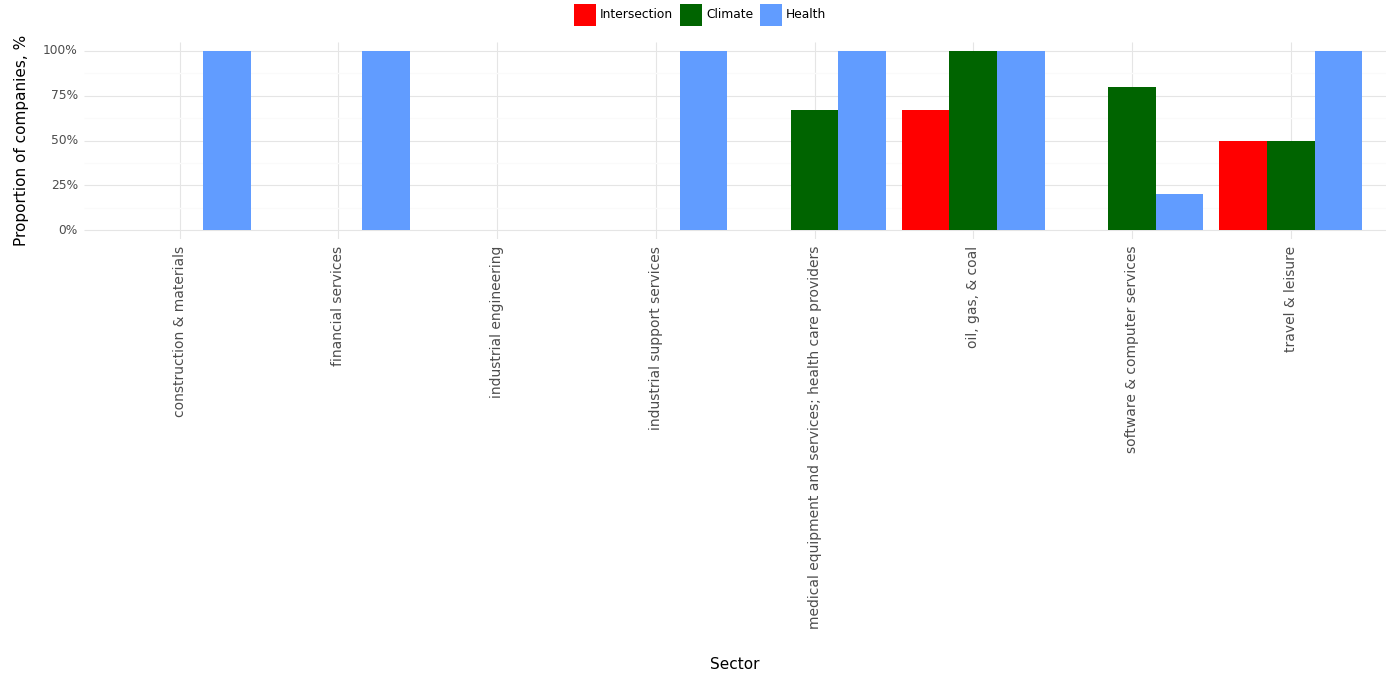 Intersection Climate Health
Proportion of companies, %
100%
75%
50%
25%
0%
construction & materials
financial services
industrial engineering
industrial support services
medical equipment and services; health care providers
oil, gas, & coal
software & computer services
travel & leisure
Sector